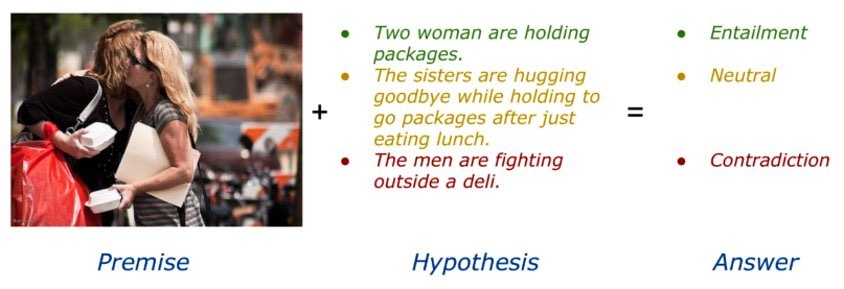 +
• Two woman are holding
packages.
• The sisters are hugging
goodbye while holding to
go packages after just
eating lunch.
• The men are fighting
outside a deli.
=
• Entailment
• Neutral
• Contradiction
Premise
Hypothesis
Answer